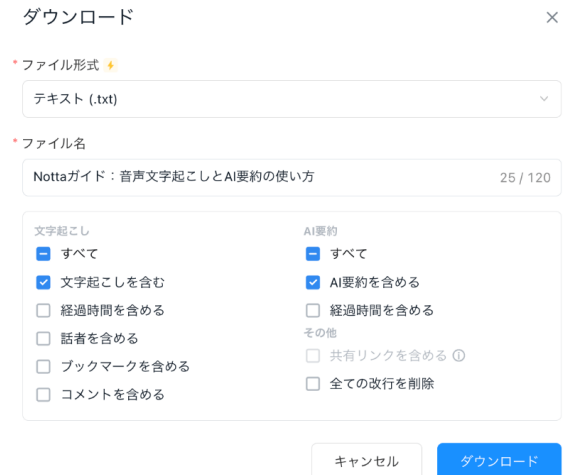 ダウンロード
* ファイル形式
テキスト (.txt)
* ファイル名
Nottaガイド：音声文字起こしとAI要約の使い方 25 / 120
文字起こし
すべて
文字起こしを含む
経過時間を含める
話者を含める
ブックマークを含める
コメントを含める
AI要約
すべて
AI要約を含める
経過時間を含める
その他
共有リンクを含める
全ての改行を削除
キャンセル
ダウンロード